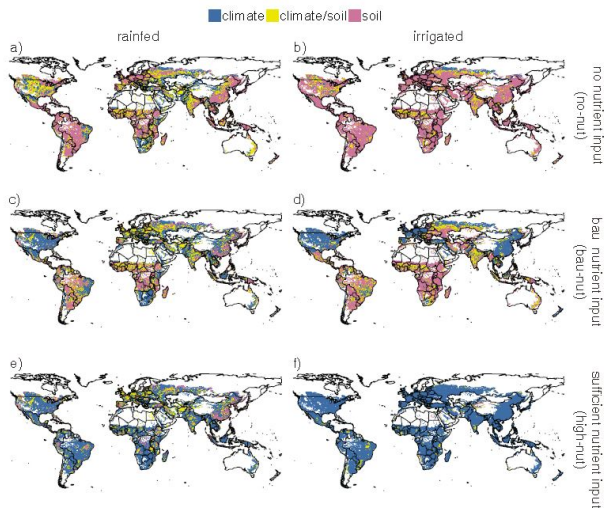 climate climate/soil soil
rainfed irrigated
a) b)
no nutrient input
(no-nut)
c) d)
bau nutrient input
(bau-nut)
e) f)
sufficient nutrient input
(high-nut)